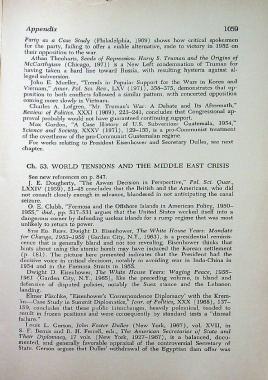 Appendix 1059
Party as a Case Study (Philadelphia, 1969) shows how critical spokesmen
for the party, failing to offer a viable alternative, rode to victory in 1952 on
their opposition to the war.
Athan Theoharis, Seeds of Repression: Harry S. Truman and the Origins of
McCarthyism (Chicago, 1971) is a New Left condemnation of Truman for
having taken a hard line toward Russia, with resulting hysteria against al-
leged subversion.
John E. Mueller, "Trends in Popular Support for the Wars in Korea and
Vietnam," Amer. Pol. Sci. Rev., LXV (1971), 358–375, demonstrates that op-
position to both conflicts followed a similar pattern, with concerted opposition
coming more slowly in Vietnam.
Charles A. Lofgren, "Mr. Truman's War: A Debate and Its Aftermath,"
Review of Politics, XXXI (1969), 223–241, concludes that Congressional ap-
proval probably would not have guaranteed continuing support.
Max Gordon, "A Case History of U.S. Subversion: Guatemala, 1954,"
Science and Society, XXXV (1971), 129–155, is a pro-Communist treatment
of the overthrow of the pro-Communist Guatemalan regime.
For works relating to President Eisenhower and Secretary Dulles, see next
chapter.
Ch. 53. WORLD TENSIONS AND THE MIDDLE EAST CRISIS
See new references on p. 847.
J. E. Dougherty, "The Aswan Decision in Perspective," Pol. Sci. Quar.,
LXXIV (1959), 21–45 concludes that the British and the Americans, who did
not consult closely enough in advance, blundered in not anticipating the canal
seizure.
O. E. Clubb, "Formosa and the Offshore Islands in American Policy, 1950–
1955," ibid., pp. 517–531 argues that the United States worked itself into a
dangerous corner by defending useless islands for a rump regime that was most
unlikely to return to power.
Dwight D. Eisenhower, The White House Years: Mandate
for Change, 1953–1956 (Garden City, N.Y., 1963), is a presidential reminis-
cence that is generally bland and not too revealing. Eisenhower thinks that
hints about using the atomic bomb may have induced the Korean settlement
(p. 181). The picture here presented indicates that the President had the
decisive voice in critical decisions, notably in avoiding war in Indo-China in
1954 and in the Formosa Straits in 1955.
Dwight D. Eisenhower, The White House Years: Waging Peace, 1956–
1961 (Garden City, N.Y., 1965), like the preceding volume, is bland and
defensive of disputed policies, notably the Suez stance and the Lebanon
landing.
Elmer Plischke, "Eisenhower's Correspondence Diplomacy' with the Krem-
lin—Case Study in Summit Diplomatics," Jour. of Politics, XXX (1968), 137–
159, concludes that these public interchanges, heavily polemical, tended to
result in frozen positions and were consequently by standard tests a "dismal
failure."
Louis L. Gerson, John Foster Dulles (New York, 1967), vol. XVII, in
S. F. Bemis and R. H. Ferrell, eds., The American Secretaries of State and
Their Diplomacy, 17 vols. (New York, 1927–1967), is a balanced, docu-
mented, and generally favorable appraisal of the controversial Secretary of
State. Gerson argues that Dulles' withdrawal of the Egyptian dam offer was